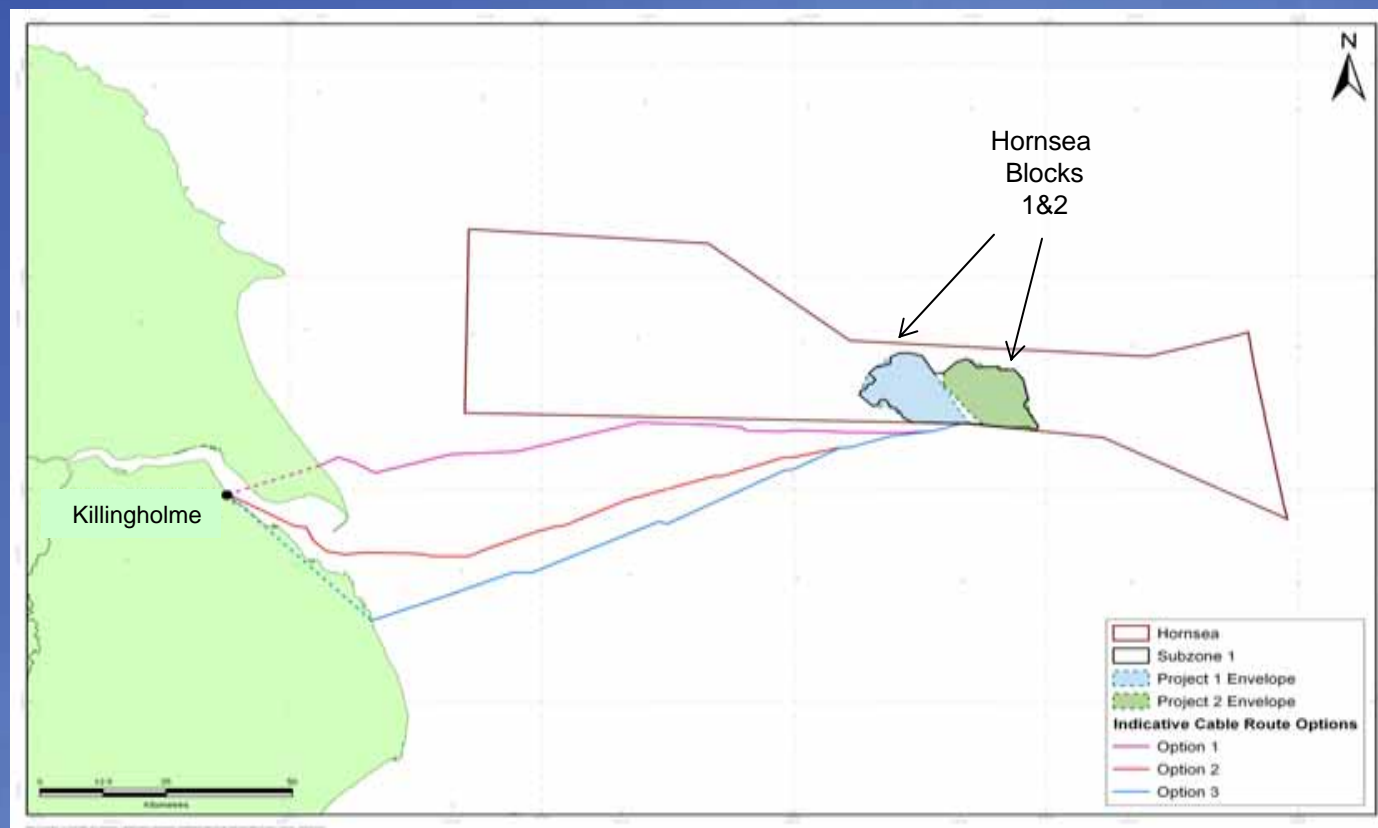 N
Hornsea
Blocks
1&2
Killingholme
Hornsea
Subzone 1
Project 1 Envelope
Project 2 Envelope
Indicative Cable Route Options
Option 1
Option 2
Option 3
0 12.5 25 50
Kilometres